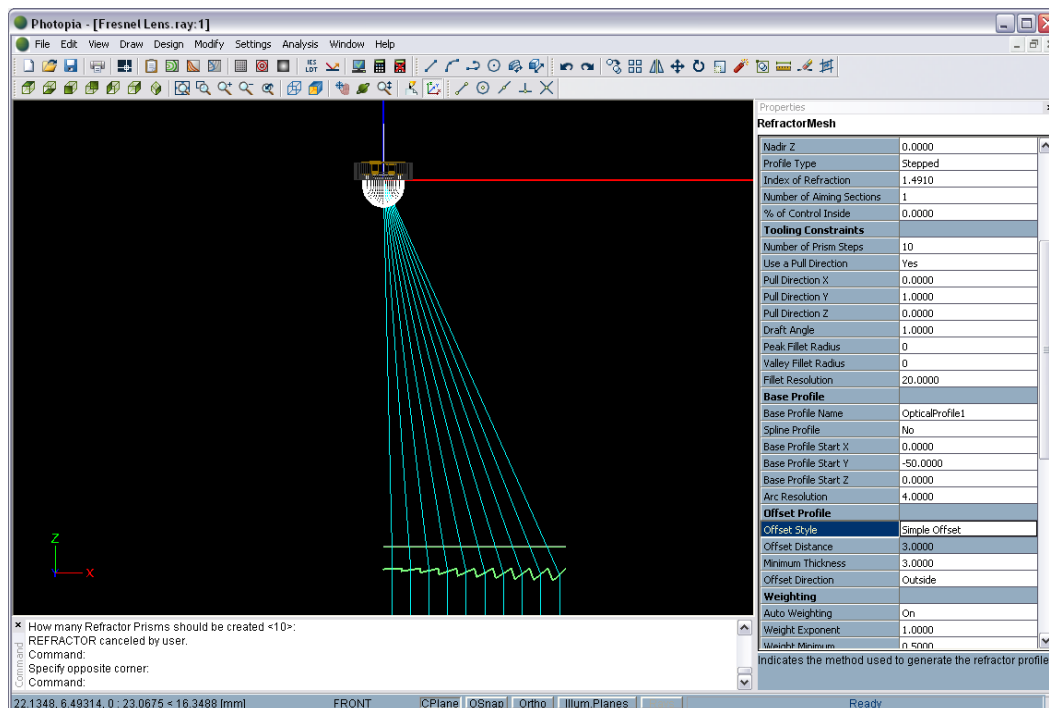 Photopia - [Fresnel Lens.ray:1]
File Edit View Draw Design Modify Settings Analysis Window Help
IES
LDT
Properties
RefractorMesh
Nadir Z 0.0000
Profile Type Stepped
Index of Refraction 1.4910
Number of Aiming Sections 1
% of Control Inside 0.0000
Tooling Constraints
Number of Prism Steps 10
Use a Pull Direction Yes
Pull Direction X 0.0000
Pull Direction Y 1.0000
Pull Direction Z 0.0000
Draft Angle 1.0000
Peak Fillet Radius 0
Valley Fillet Radius 0
Fillet Resolution 20.0000
Base Profile
Base Profile Name OpticalProfile1
Spline Profile No
Base Profile Start X 0.0000
Base Profile Start Y -50.0000
Base Profile Start Z 0.0000
Arc Resolution 4.0000
Offset Profile
Offset Style Simple Offset
Offset Distance 3.0000
Minimum Thickness 3.0000
Offset Direction Outside
Weighting
Auto Weighting On
Weight Exponent 1.0000
Weight Minimum 0.5000
Indicates the method used to generate the refractor profile
Z
X
Command
How many Refractor Prisms should be created <10>:
REFRACTOR canceled by user.
Command:
Specify opposite corner:
Command:
22.1348, 6.49314, 0 : 23.0675 < 16.3488 [mm] FRONT CPlane OSnap Ortho Illum.Planes Ready